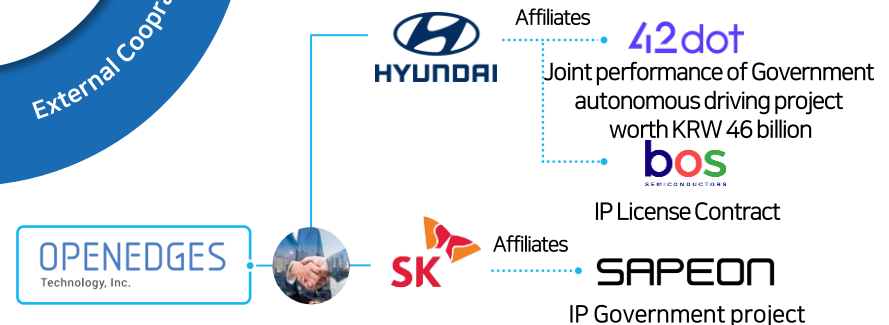 External
Affiliates
42dot
HYUNDAI
Joint performance of Government
autonomous driving project
worth KRW 46 billion
bos
SEMICONDUCTORS
IP License Contract
OPENEDGES
Technology, Inc.
SK
Affiliates
SAPEON
IP Government project